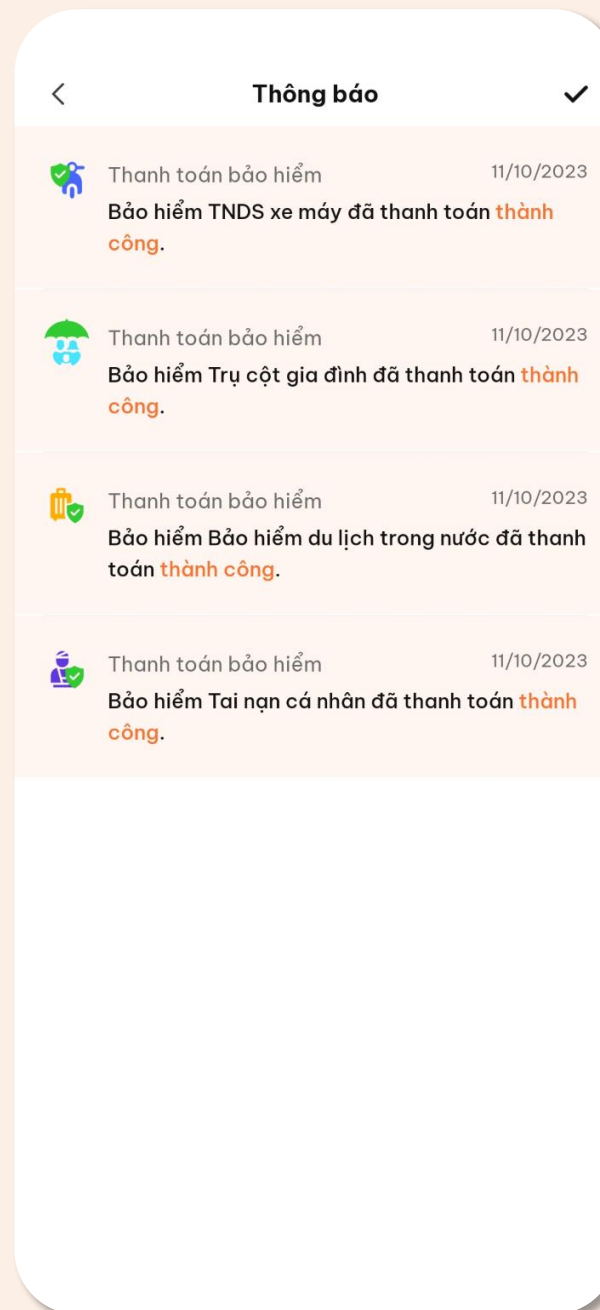 Thông báo
Thanh toán bảo hiểm 11/10/2023
Bảo hiểm TNDS xe máy đã thanh toán thành
công.
Thanh toán bảo hiểm 11/10/2023
Bảo hiểm Trụ cột gia đình đã thanh toán thành
công.
Thanh toán bảo hiểm 11/10/2023
Bảo hiểm Bảo hiểm du lịch trong nước đã thanh
toán thành công.
Thanh toán bảo hiểm 11/10/2023
Bảo hiểm Tai nạn cá nhân đã thanh toán thành
công.